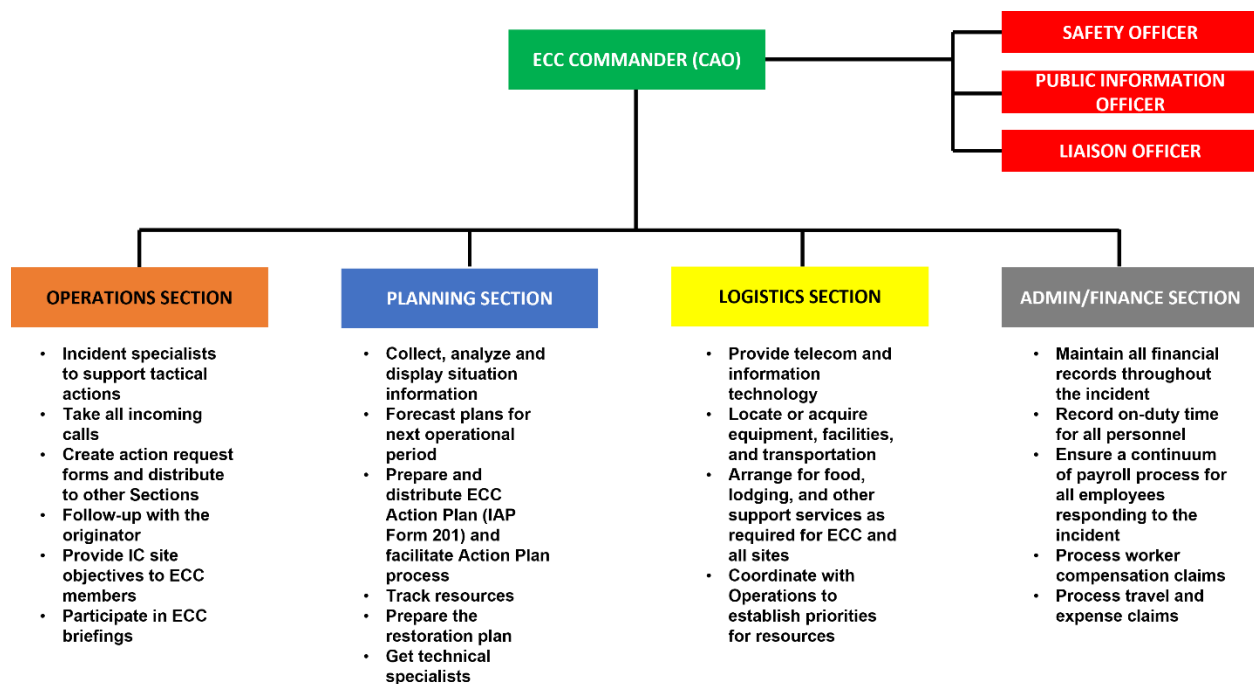 ECC COMMANDER (CAO)
SAFETY OFFICER
PUBLIC INFORMATION
OFFICER
LIAISON OFFICER
OPERATIONS SECTION
• Incident specialists
to support tactical
actions
• Take all incoming
calls
• Create action request
forms and distribute
to other Sections
• Follow-up with the
originator
• Provide IC site
objectives to ECC
members
• Participate in ECC
briefings
PLANNING SECTION
• Collect, analyze and
display situation
information
• Forecast plans for
next operational
period
• Prepare and
distribute ECC
Action Plan (IAP
Form 201) and
facilitate Action Plan
process
• Track resources
• Prepare the
restoration plan
• Get technical
specialists
LOGISTICS SECTION
• Provide telecom and
information
technology
• Locate or acquire
equipment, facilities,
and transportation
• Arrange for food,
lodging, and other
support services as
required for ECC and
all sites
• Coordinate with
Operations to
establish priorities
for resources
ADMIN/FINANCE SECTION
• Maintain all financial
records throughout
the incident
• Record on-duty time
for all personnel
• Ensure a continuum
of payroll process for
all employees
responding to the
incident
• Process worker
compensation claims
• Process travel and
expense claims